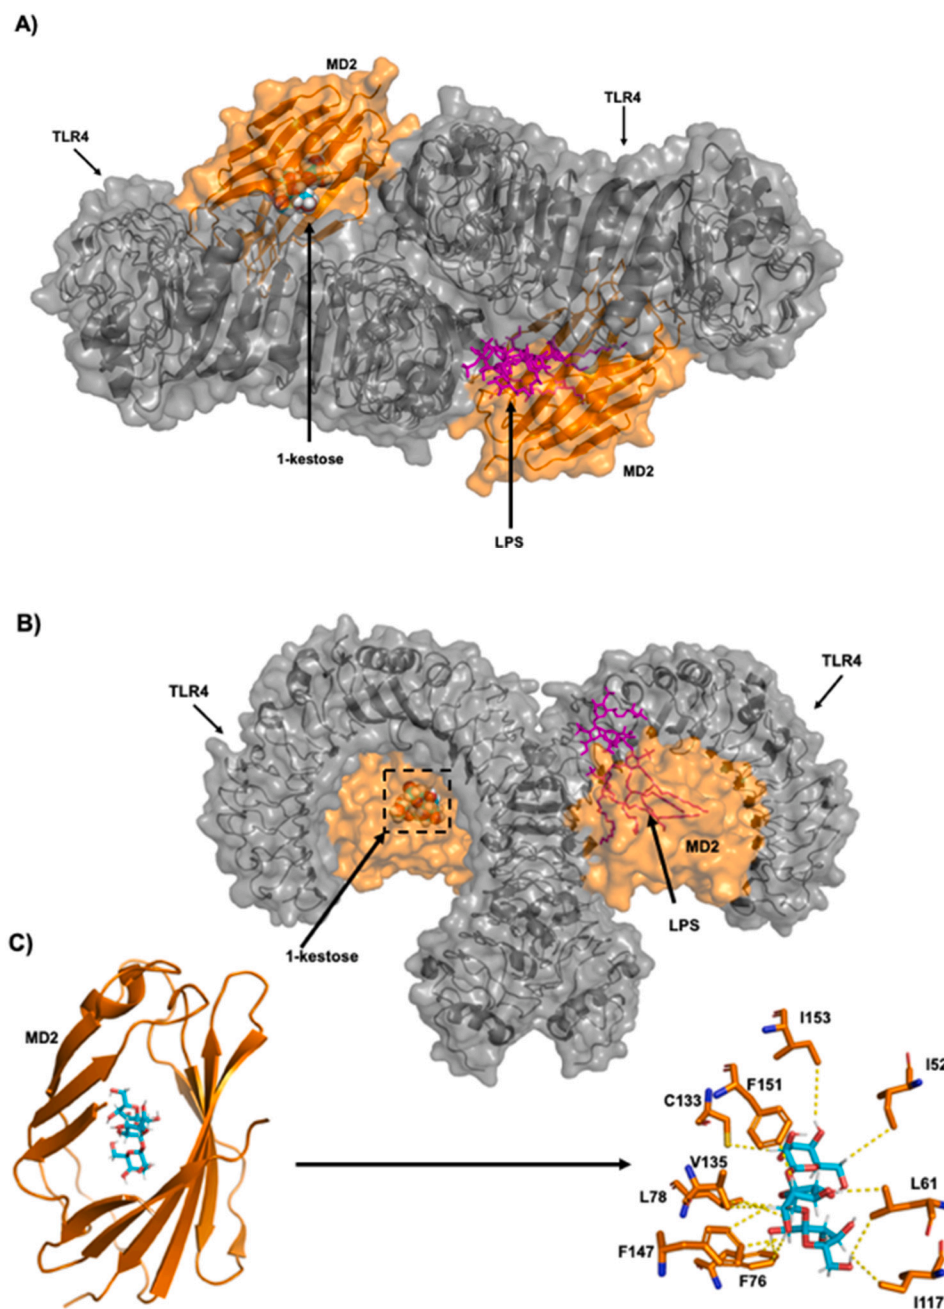 A)
MD2
TLR4
TLR4
1-kestose
MD2
LPS
B)
TLR4
TLR4
MD2
LPS
1-kestose
C)
MD2
I153
I52
F151
C133
V135
L78
L61
F147
F76
I117